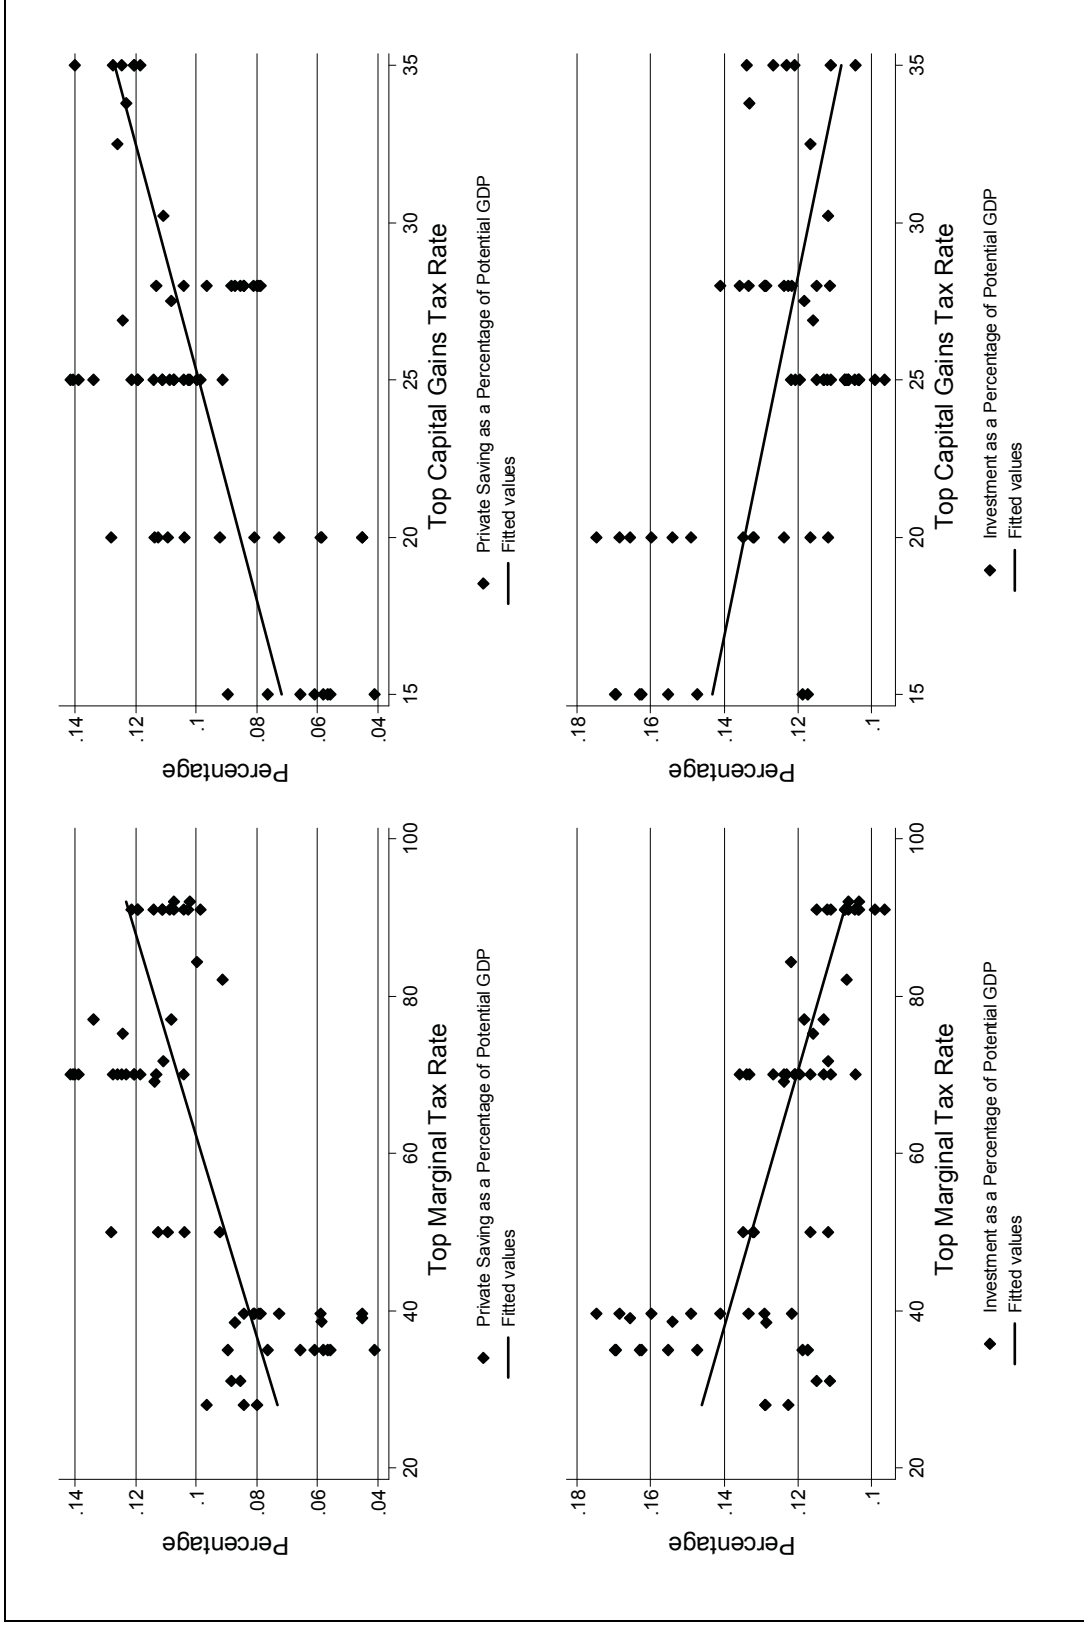 .14
.12
.1
.08
.06
.04
Percentage
20
40
60
80
100
Top Marginal Tax Rate
Private Saving as a Percentage of Potential GDP
Fitted values
.14
.12
.1
.08
.06
.04
Percentage
15
20
25
30
35
Top Capital Gains Tax Rate
Private Saving as a Percentage of Potential GDP
Fitted values
.18
.16
.14
.12
.1
Percentage
20
40
60
80
100
Top Marginal Tax Rate
Investment as a Percentage of Potential GDP
Fitted values
.18
.16
.14
.12
.1
Percentage
15
20
25
30
35
Top Capital Gains Tax Rate
Investment as a Percentage of Potential GDP
Fitted values